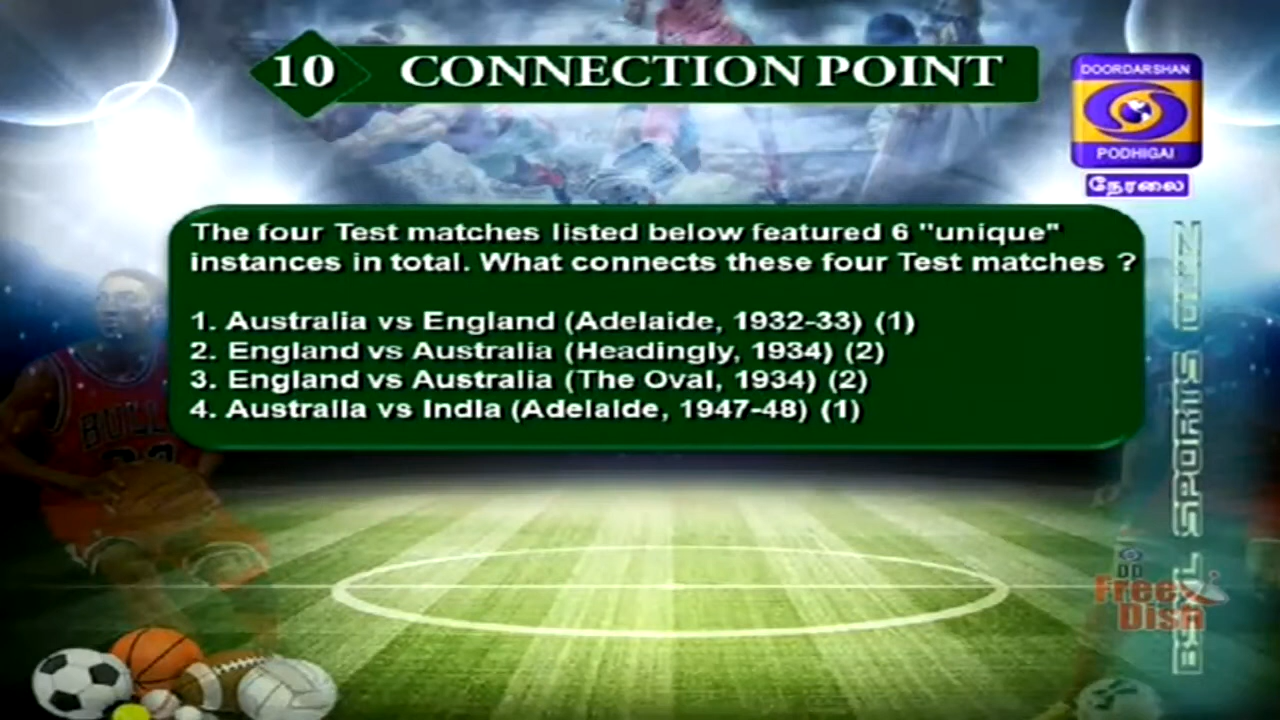 10 CONNECTION POINT
DOORDARSHAN
PODHIGAI
நேரலை
The four Test matches listed below featured 6 "unique"
instances in total. What connects these four Test matches ?
1. Australia vs England (Adelaide, 1932-33) (1)
2. England vs Australia (Headingly, 1934) (2)
3. England vs Australia (The Oval, 1934) (2)
4. Australia vs India (Adelaide, 1947-48) (1)
BULL
SPORTS QUIZ
DD
Free
Dish